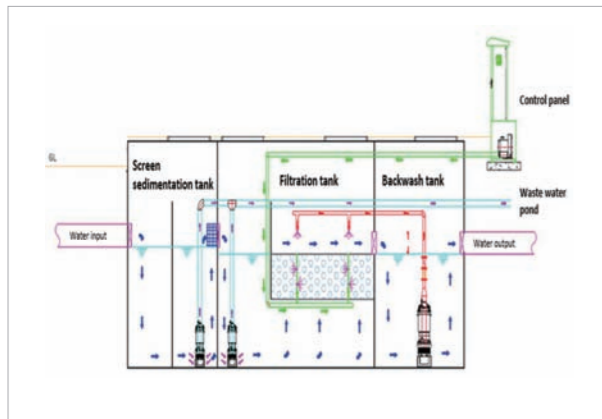 Control panel
GL
Screen
sedimentation tank
Filtration tank
Backwash tank
Waste water
pond
Water input
Water output